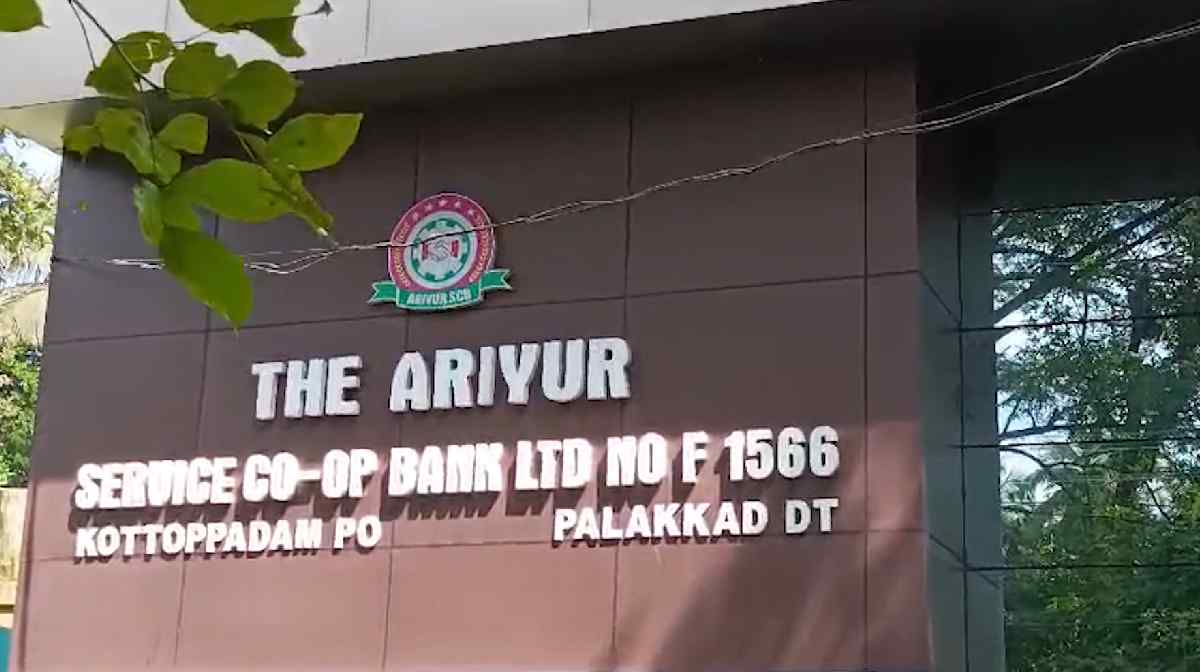 ARIYUR SCB
THE ARIYUR
SERVICE CO-OP BANK LTD NO F 1566
KOTTOPPADAM PO PALAKKAD DT